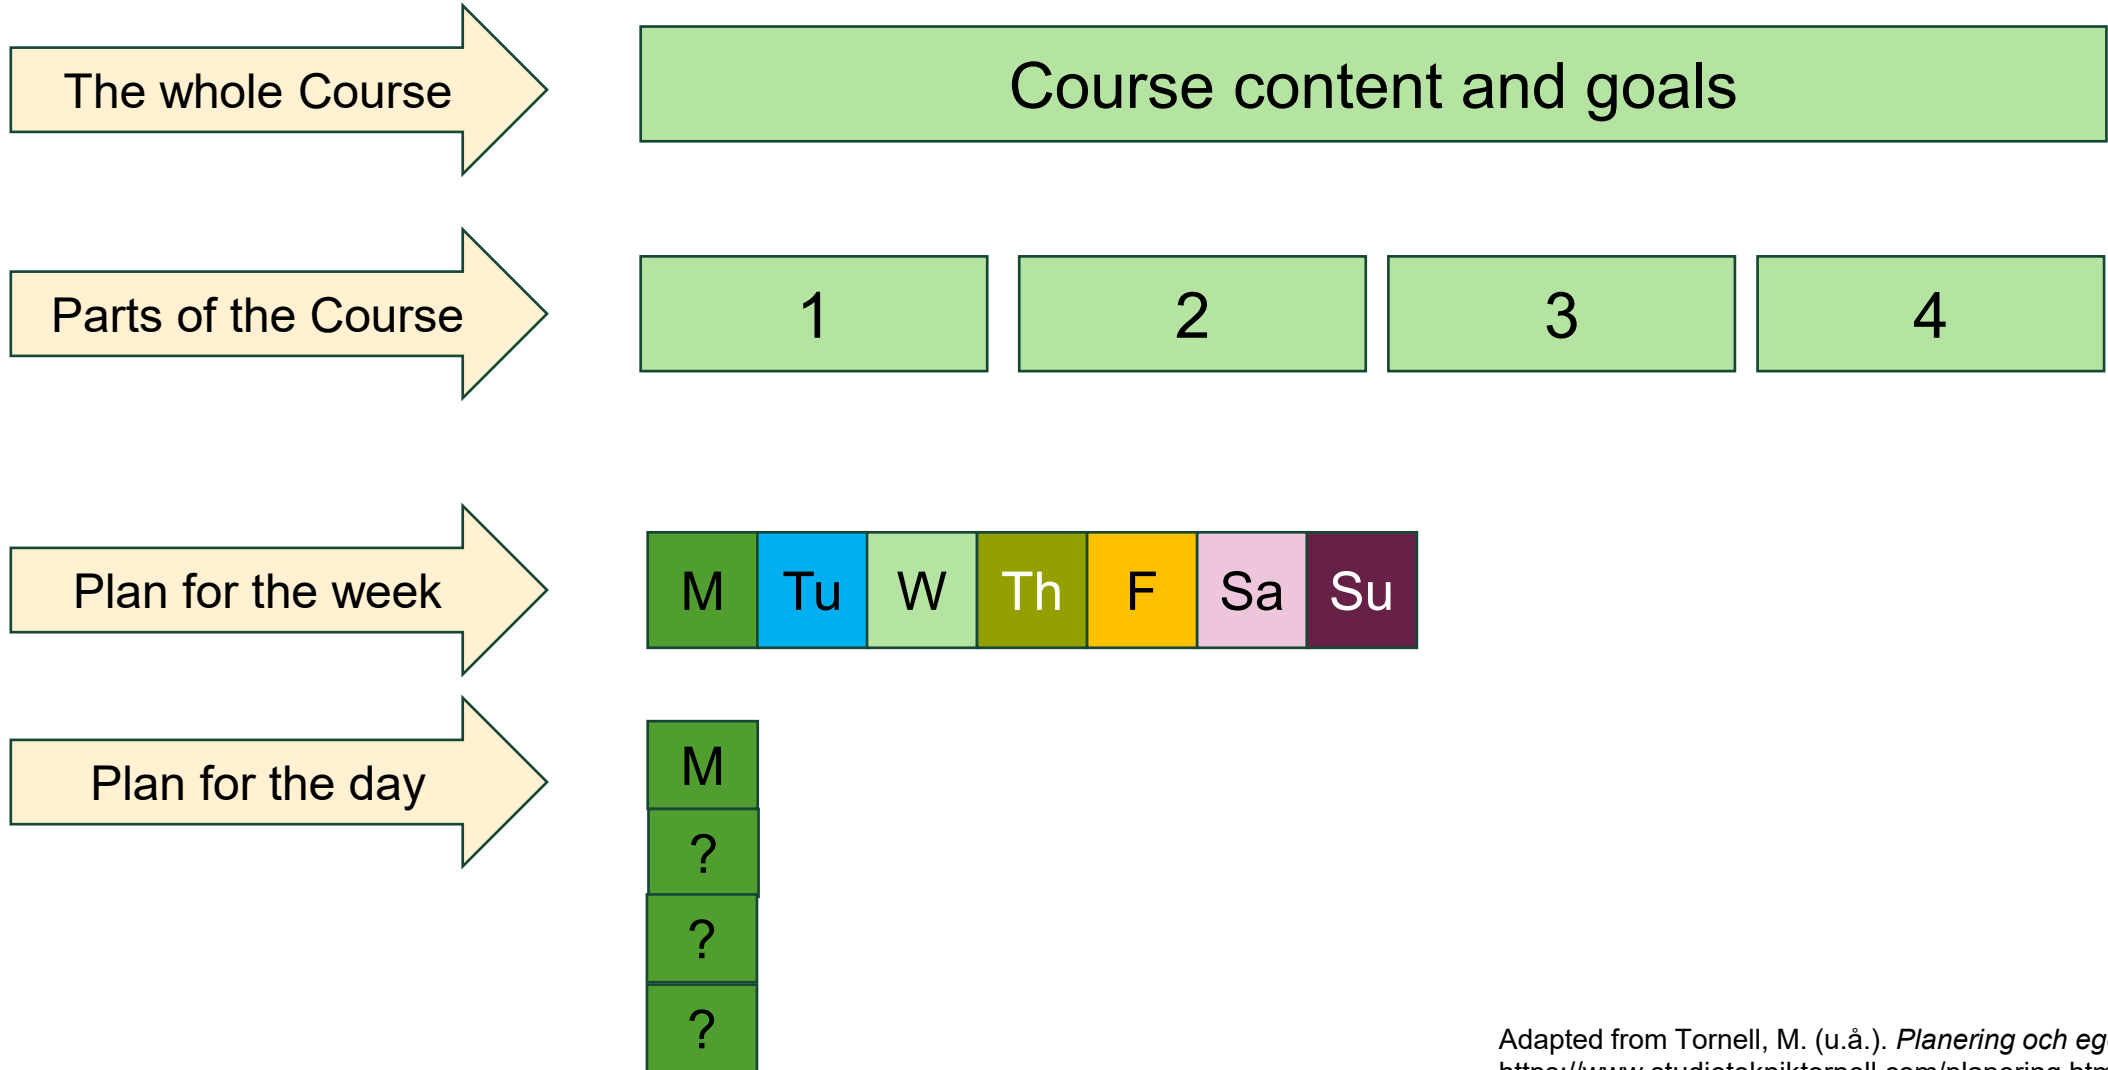 The whole Course
Course content and goals
Parts of the Course
1
2
3
4
Plan for the week
M
Tu
W
Th
F
Sa
Su
Plan for the day
M
?
?
?
Adapted from Tornell, M. (u.å.). Planering och